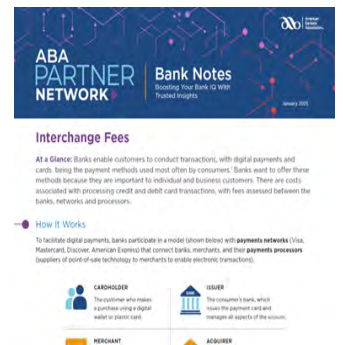 American
Bankers
Association
ABA
PARTNER
NETWORK
Bank Notes
Boosting Your Bank IQ With
Trusted Insights
January 2025
Interchange Fees
At a Glance: Banks enable customers to conduct transactions, with digital payments and
cards being the payment methods used most often by consumers.¹ Banks want to offer these
methods because they are important to individual and business customers. There are costs
associated with processing credit and debit card transactions, with fees assessed between the
banks, networks and processors.
How It Works
To facilitate digital payments, banks participate in a model (shown below) with payments networks (Visa,
Mastercard, Discover, American Express) that connect banks, merchants, and their payments processors
(suppliers of point-of-sale technology to merchants to enable electronic transactions).
CARDHOLDER
The customer who makes
a purchase using a digital
wallet or plastic card.
ISSUER
The consumer's bank, which
issues the payment card and
manages all aspects of the account.
MERCHANT
ACQUIRER